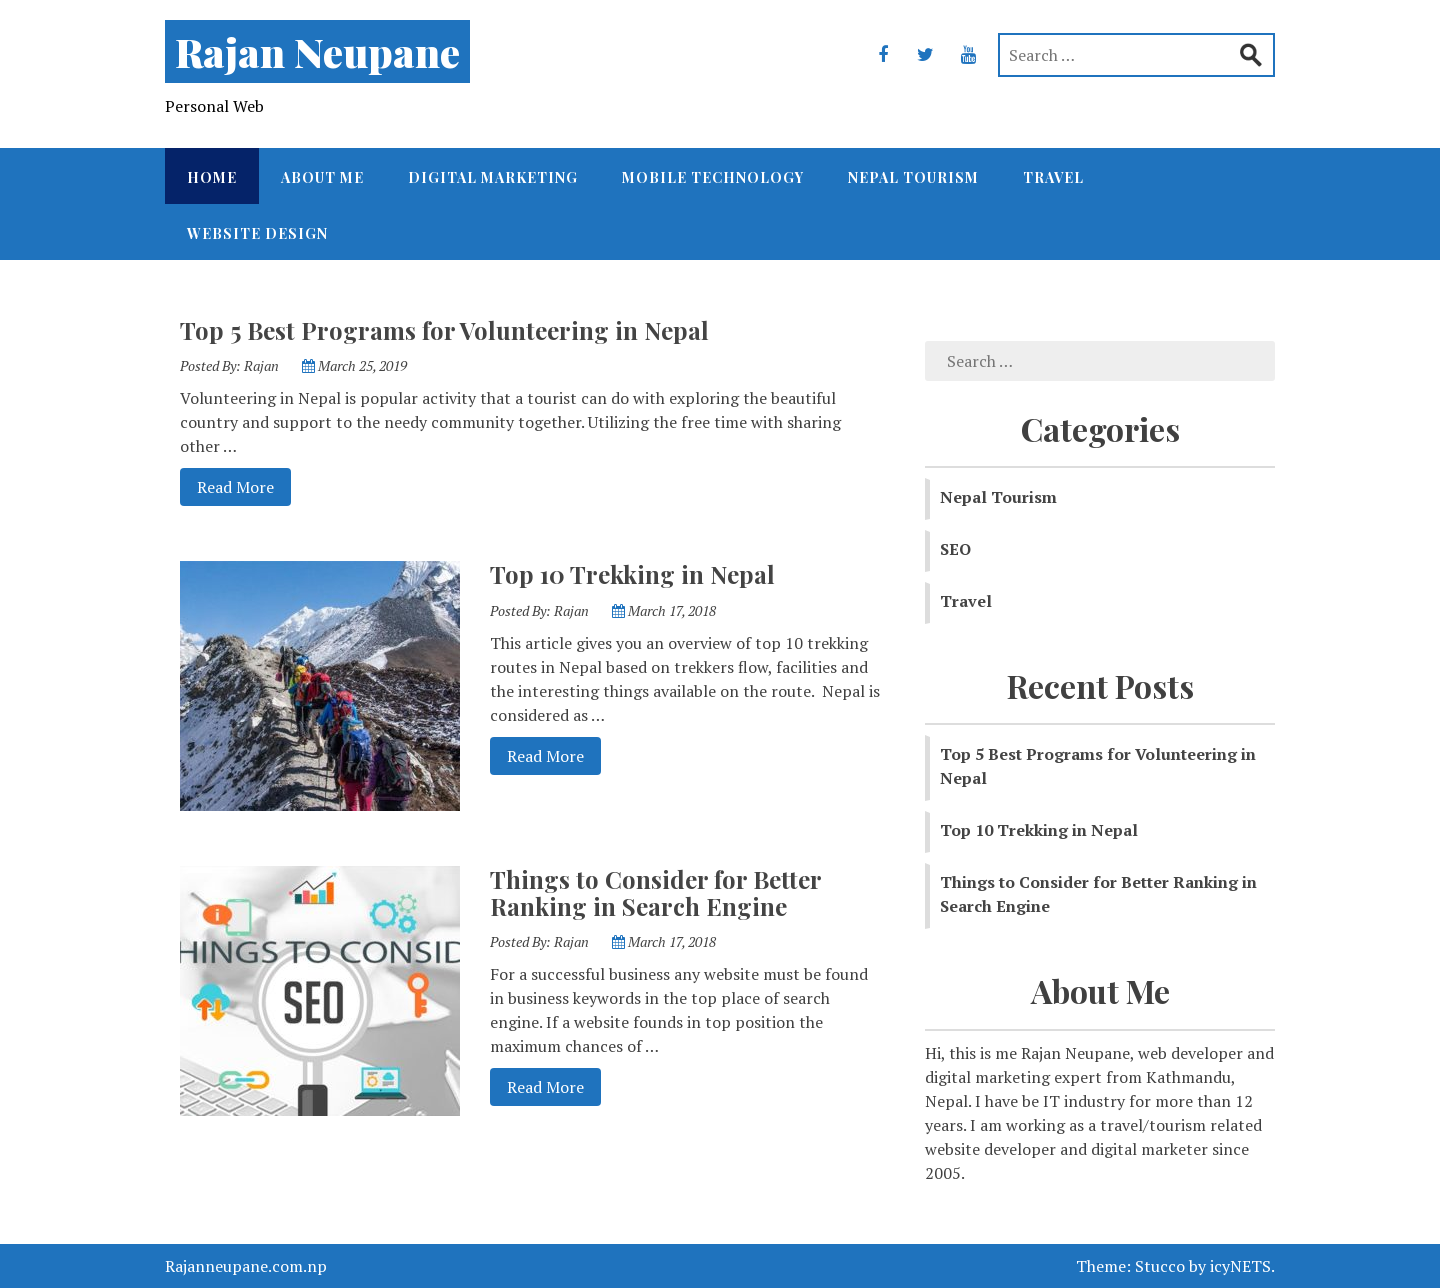 Rajan Neupane
Personal Web
Search …
HOME
ABOUT ME
DIGITAL MARKETING
MOBILE TECHNOLOGY
NEPAL TOURISM
TRAVEL
WEBSITE DESIGN
Top 5 Best Programs for Volunteering in Nepal
Posted By: Rajan March 25, 2019
Volunteering in Nepal is popular activity that a tourist can do with exploring the beautiful
country and support to the needy community together. Utilizing the free time with sharing
other …
Read More
Top 10 Trekking in Nepal
Posted By: Rajan March 17, 2018
This article gives you an overview of top 10 trekking
routes in Nepal based on trekkers flow, facilities and
the interesting things available on the route.  Nepal is
considered as …
Read More
HINGS TO CONSID
SEO
Things to Consider for Better
Ranking in Search Engine
Posted By: Rajan March 17, 2018
For a successful business any website must be found
in business keywords in the top place of search
engine. If a website founds in top position the
maximum chances of …
Read More
Search …
Categories
Nepal Tourism
SEO
Travel
Recent Posts
Top 5 Best Programs for Volunteering in
Nepal
Top 10 Trekking in Nepal
Things to Consider for Better Ranking in
Search Engine
About Me
Hi, this is me Rajan Neupane, web developer and
digital marketing expert from Kathmandu,
Nepal. I have be IT industry for more than 12
years. I am working as a travel/tourism related
website developer and digital marketer since
2005.
Rajanneupane.com.np
Theme: Stucco by icyNETS.